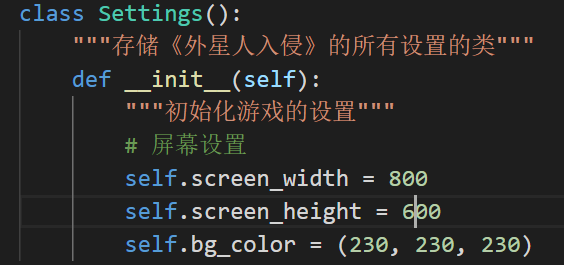 class Settings():
"""存储《外星人入侵》的所有设置的类"""
def __init__(self):
"""初始化游戏的设置"""
# 屏幕设置
self.screen_width = 800
self.screen_height = 600
self.bg_color = (230, 230, 230)